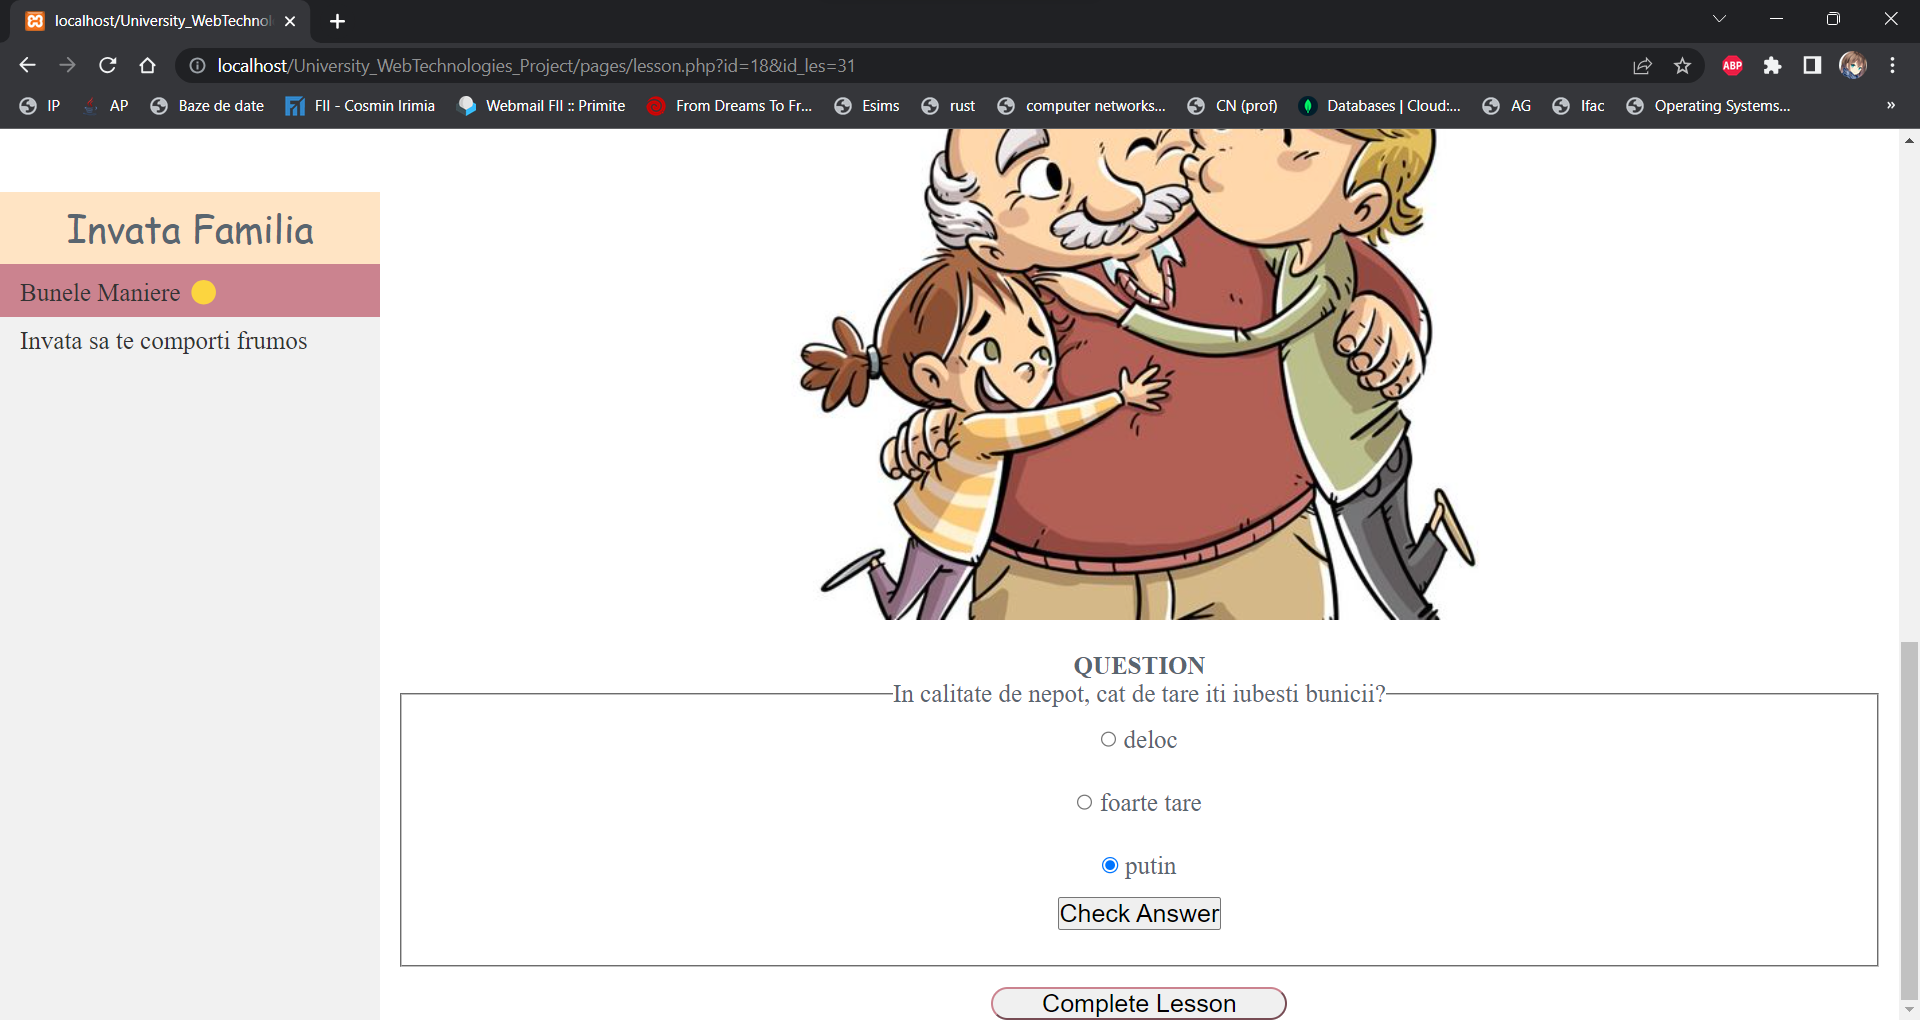 localhost/University_WebTechnol
localhost/University_WebTechnologies_Project/pages/lesson.php?id=18&id_les=31
ABP
IP AP Baze de date FII - Cosmin Irimia Webmail FII :: Primite From Dreams To Fr... Esims rust computer networks... CN (prof) Databases | Cloud:... AG Ifac Operating Systems... »
Invata Familia
Bunele Maniere
Invata sa te comporti frumos
QUESTION
In calitate de nepot, cat de tare iti iubesti bunicii?
deloc
foarte tare
putin
Check Answer
Complete Lesson